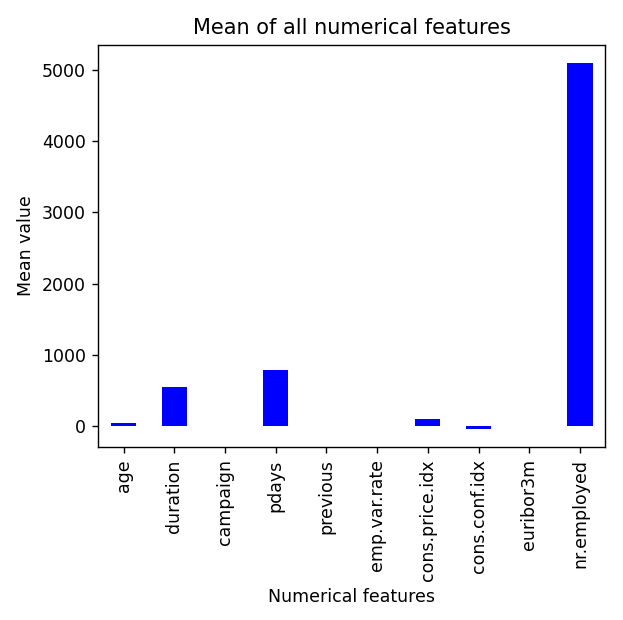 Mean of all numerical features
Mean value
5000
4000
3000
2000
1000
0
age
duration
campaign
pdays
previous
emp.var.rate
cons.price.idx
cons.conf.idx
euribor3m
nr.employed
Numerical features